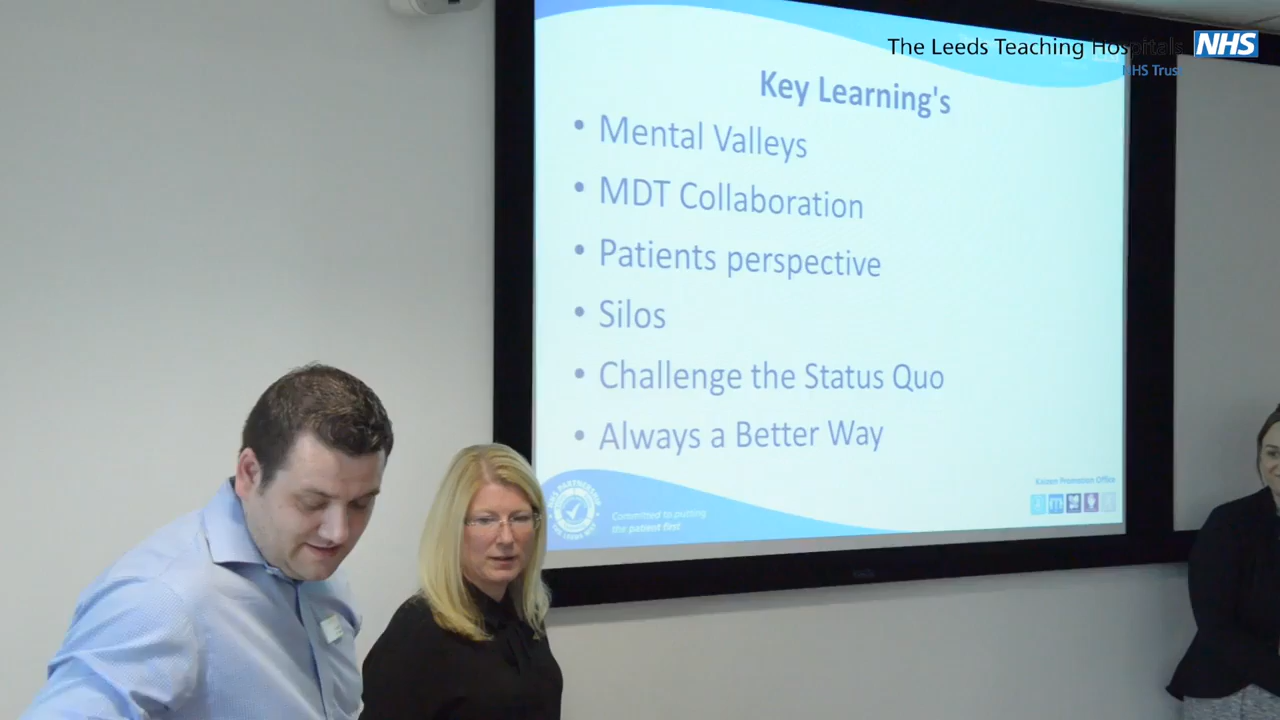 The Leeds Teaching Hospitals NHS
NHS Trust
Key Learning's
• Mental Valleys
• MDT Collaboration
• Patients perspective
• Silos
• Challenge the Status Quo
• Always a Better Way
Committed to putting
the patient first
Kaizen Promotion Office